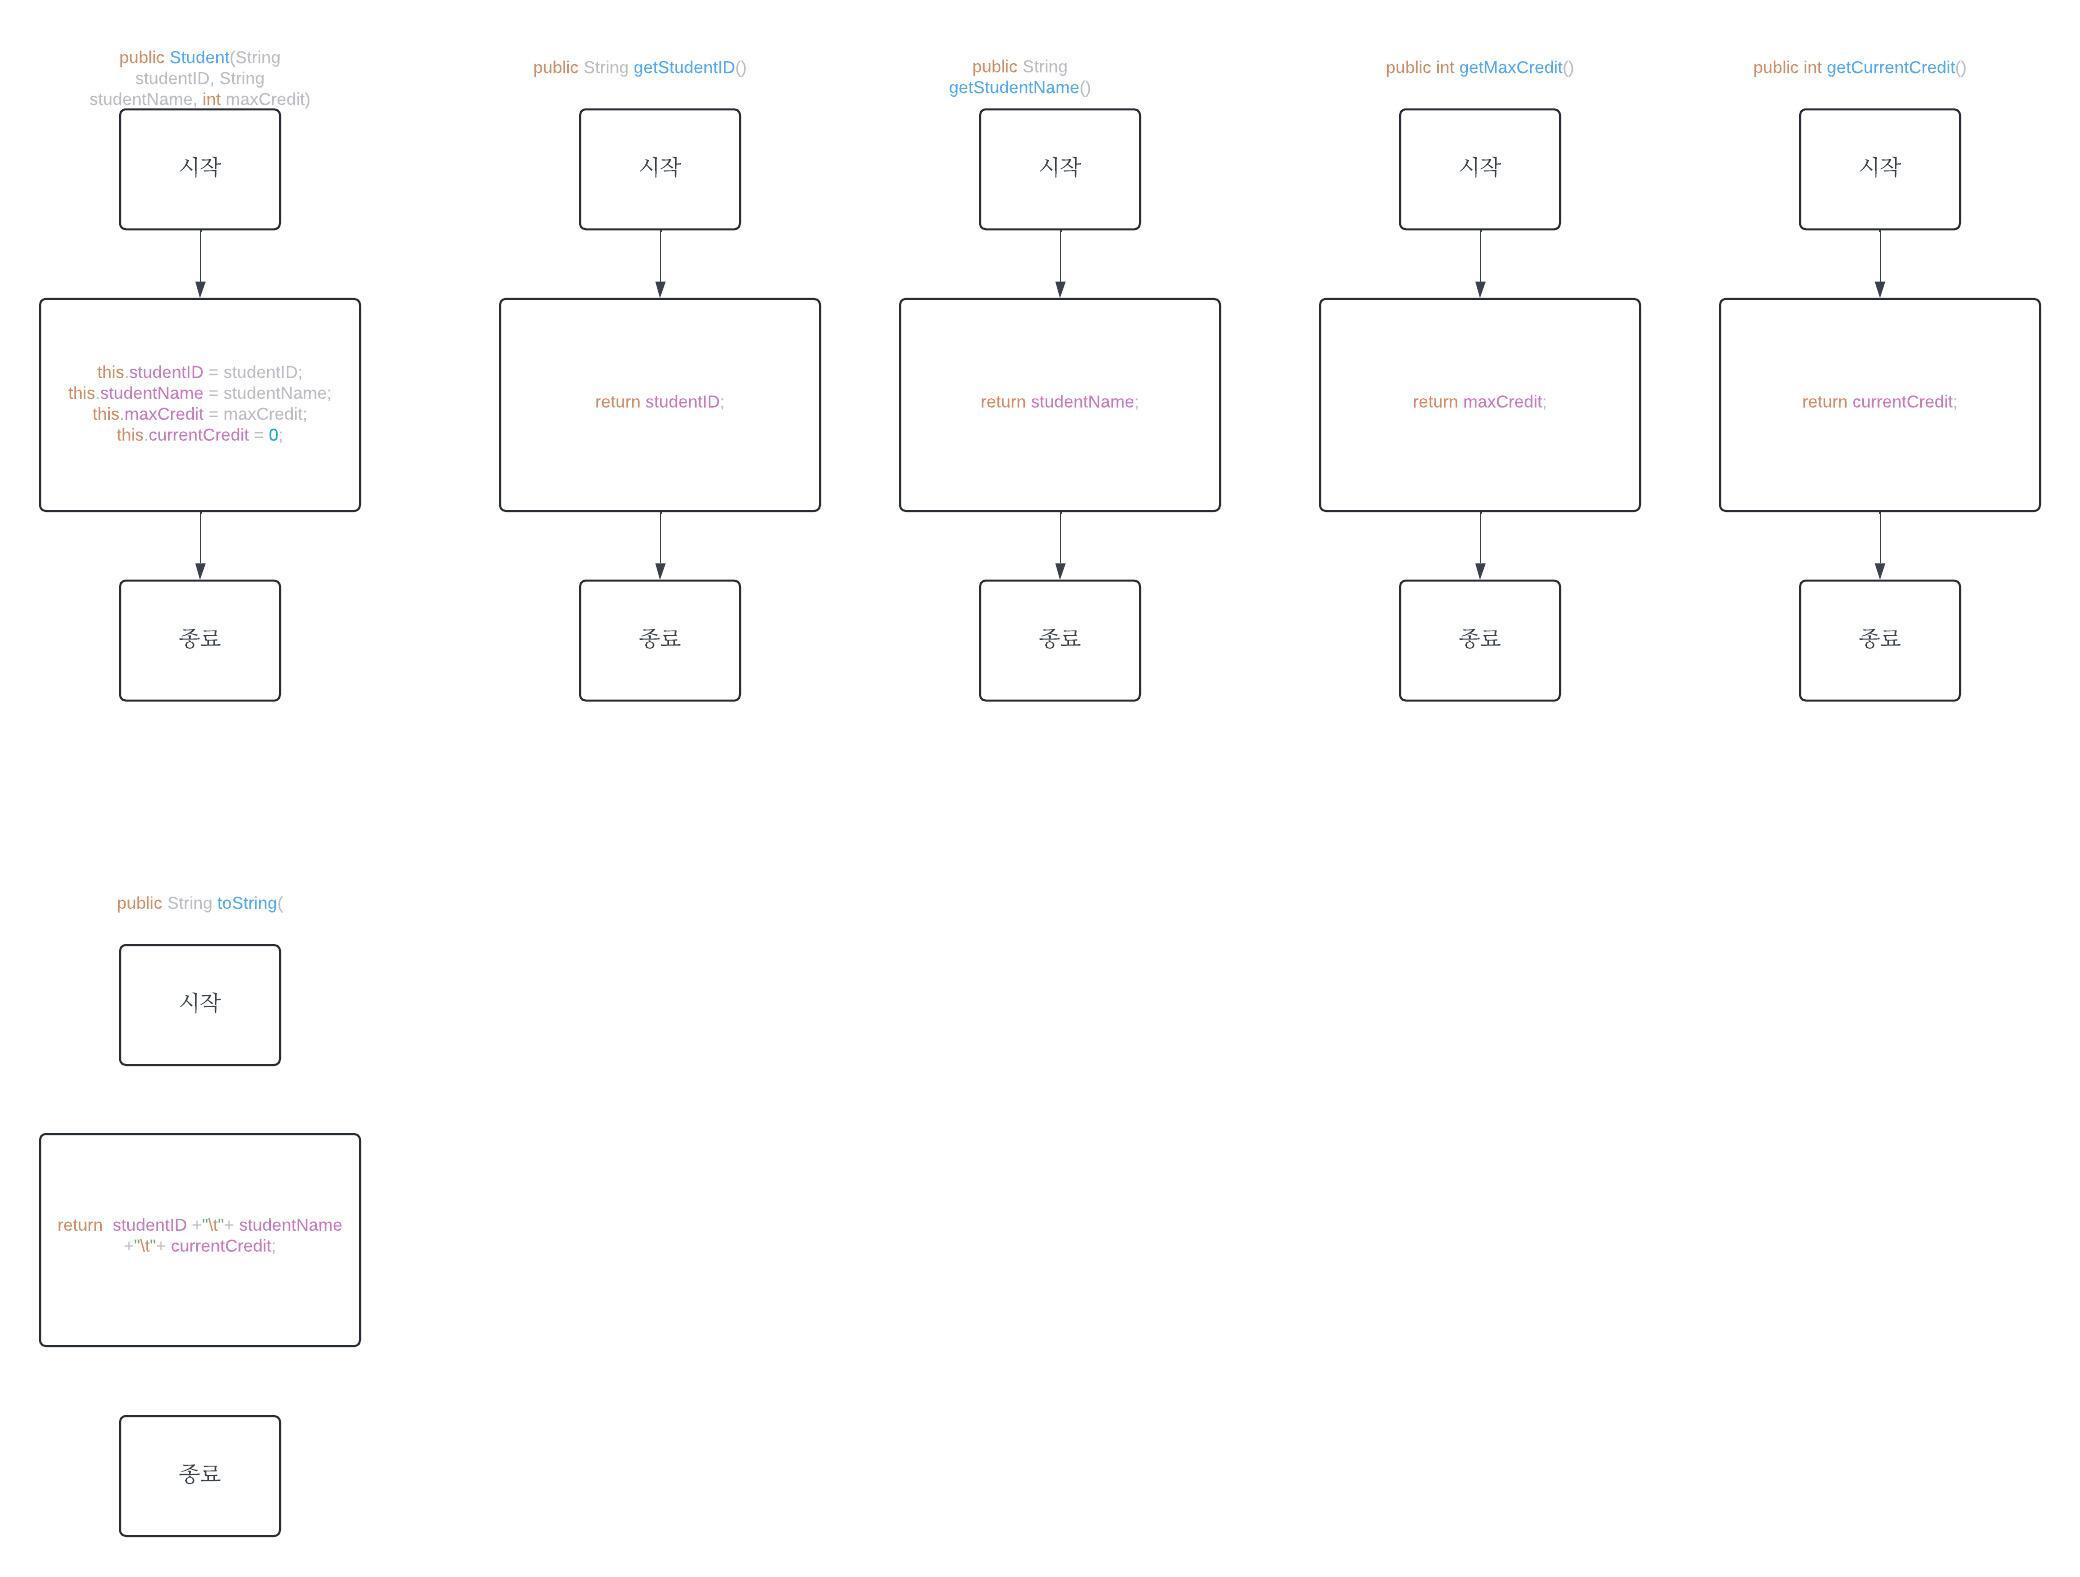 public Student(String
studentID, String
studentName, int maxCredit)
시작
this.studentID = studentID;
this.studentName = studentName;
this.maxCredit = maxCredit;
this.currentCredit = 0;
종료
public String getStudentID()
시작
return studentID;
종료
public String
getStudentName()
시작
return studentName;
종료
public int getMaxCredit()
시작
return maxCredit;
종료
public int getCurrentCredit()
시작
return currentCredit;
종료
public String toString(
시작
return  studentID +"\t"+ studentName
+"\t"+ currentCredit;
종료